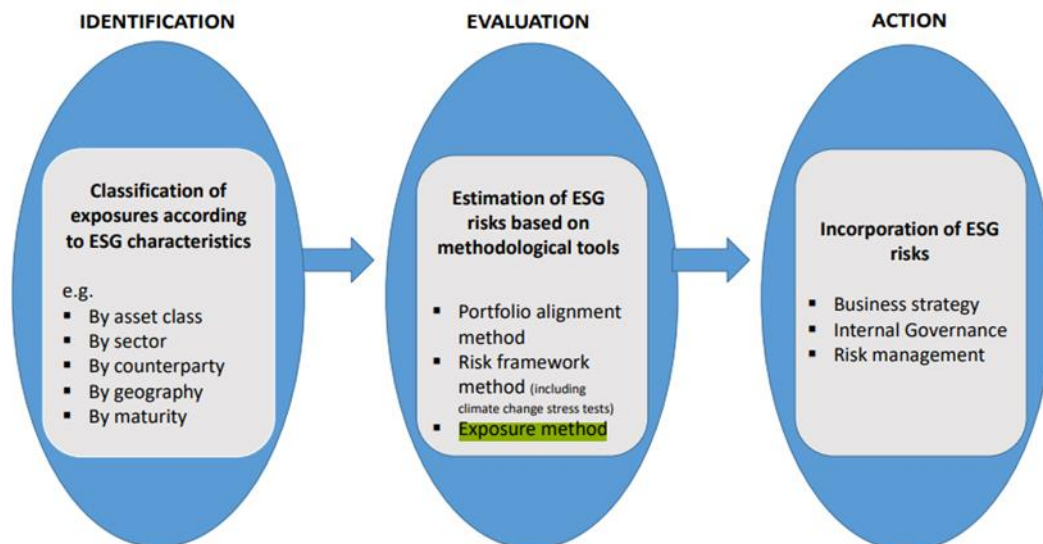 IDENTIFICATION
Classification of
exposures according
to ESG characteristics
e.g.
▪ By asset class
▪ By sector
▪ By counterparty
▪ By geography
▪ By maturity
EVALUATION
Estimation of ESG
risks based on
methodological tools
▪ Portfolio alignment
method
▪ Risk framework
method (including
climate change stress tests)
▪ Exposure method
ACTION
Incorporation of ESG
risks
▪ Business strategy
▪ Internal Governance
▪ Risk management